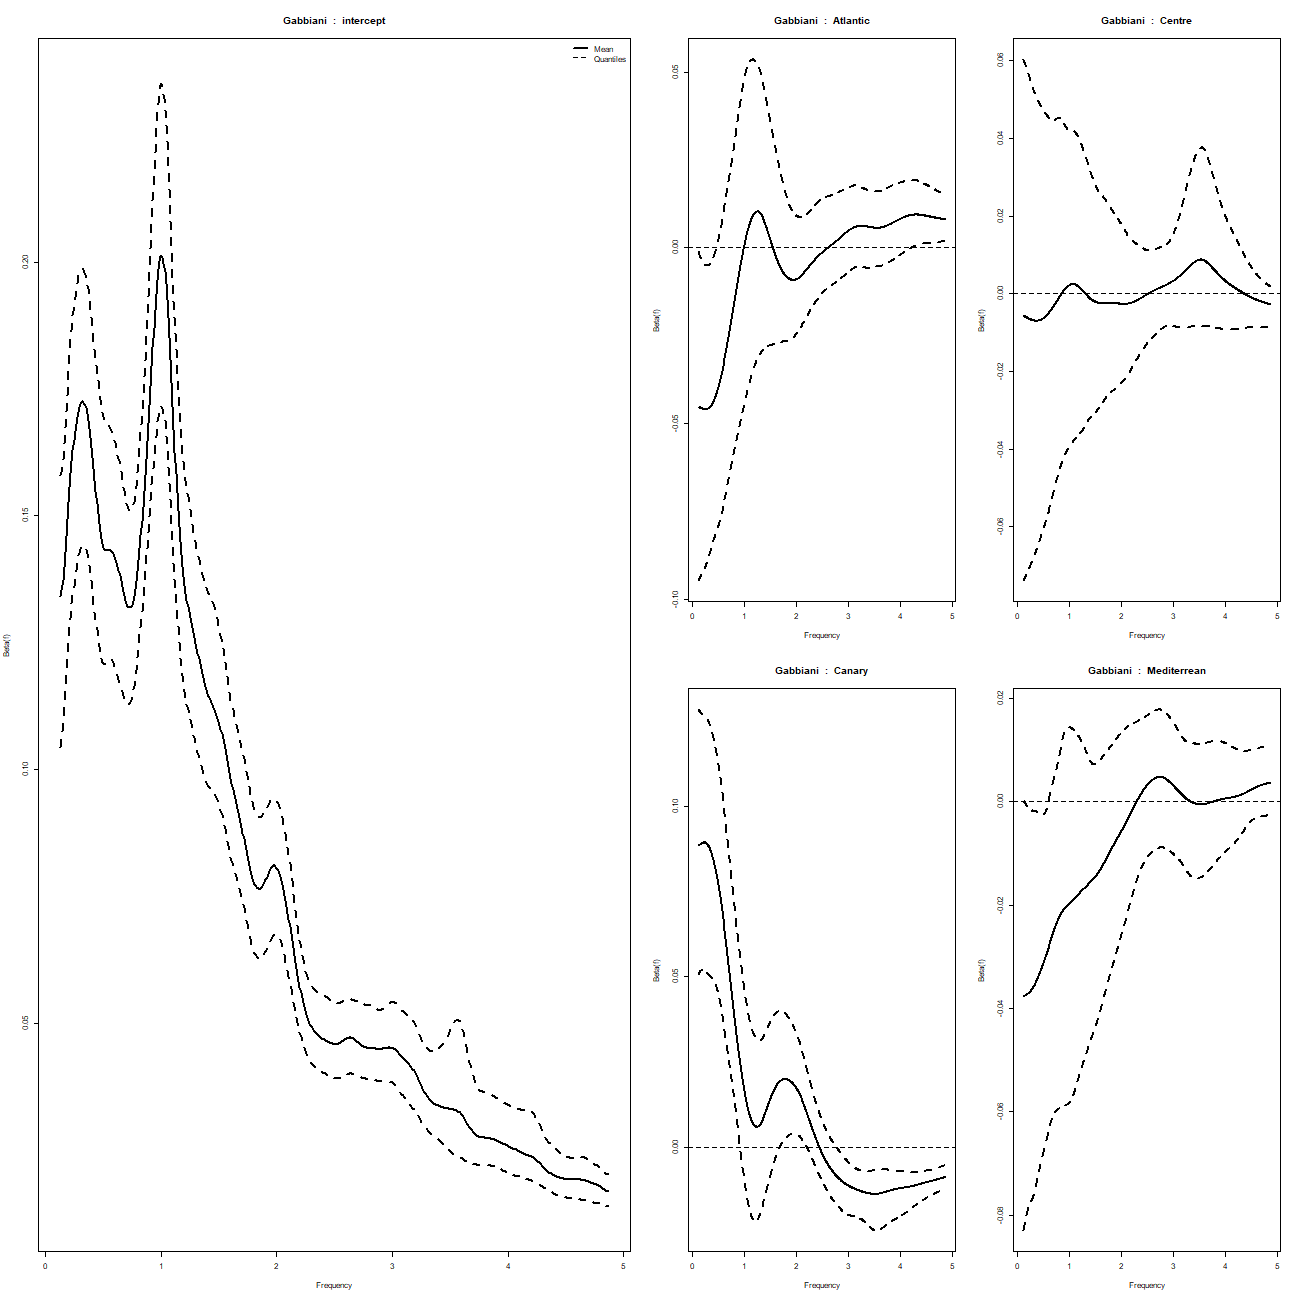 Gabbiani : intercept
Mean
Quantiles
Beta(f)
0.20
0.15
0.10
0.05
0 1 2 3 4 5
Frequency
Gabbiani : Atlantic
Beta(f)
0.05
0.00
-0.05
-0.10
0 1 2 3 4 5
Frequency
Gabbiani : Centre
Beta(f)
0.06
0.04
0.02
0.00
-0.02
-0.04
-0.06
0 1 2 3 4 5
Frequency
Gabbiani : Canary
Beta(f)
0.10
0.05
0.00
0 1 2 3 4 5
Frequency
Gabbiani : Mediterrean
Beta(f)
0.02
0.00
-0.02
-0.04
-0.06
-0.08
0 1 2 3 4 5
Frequency